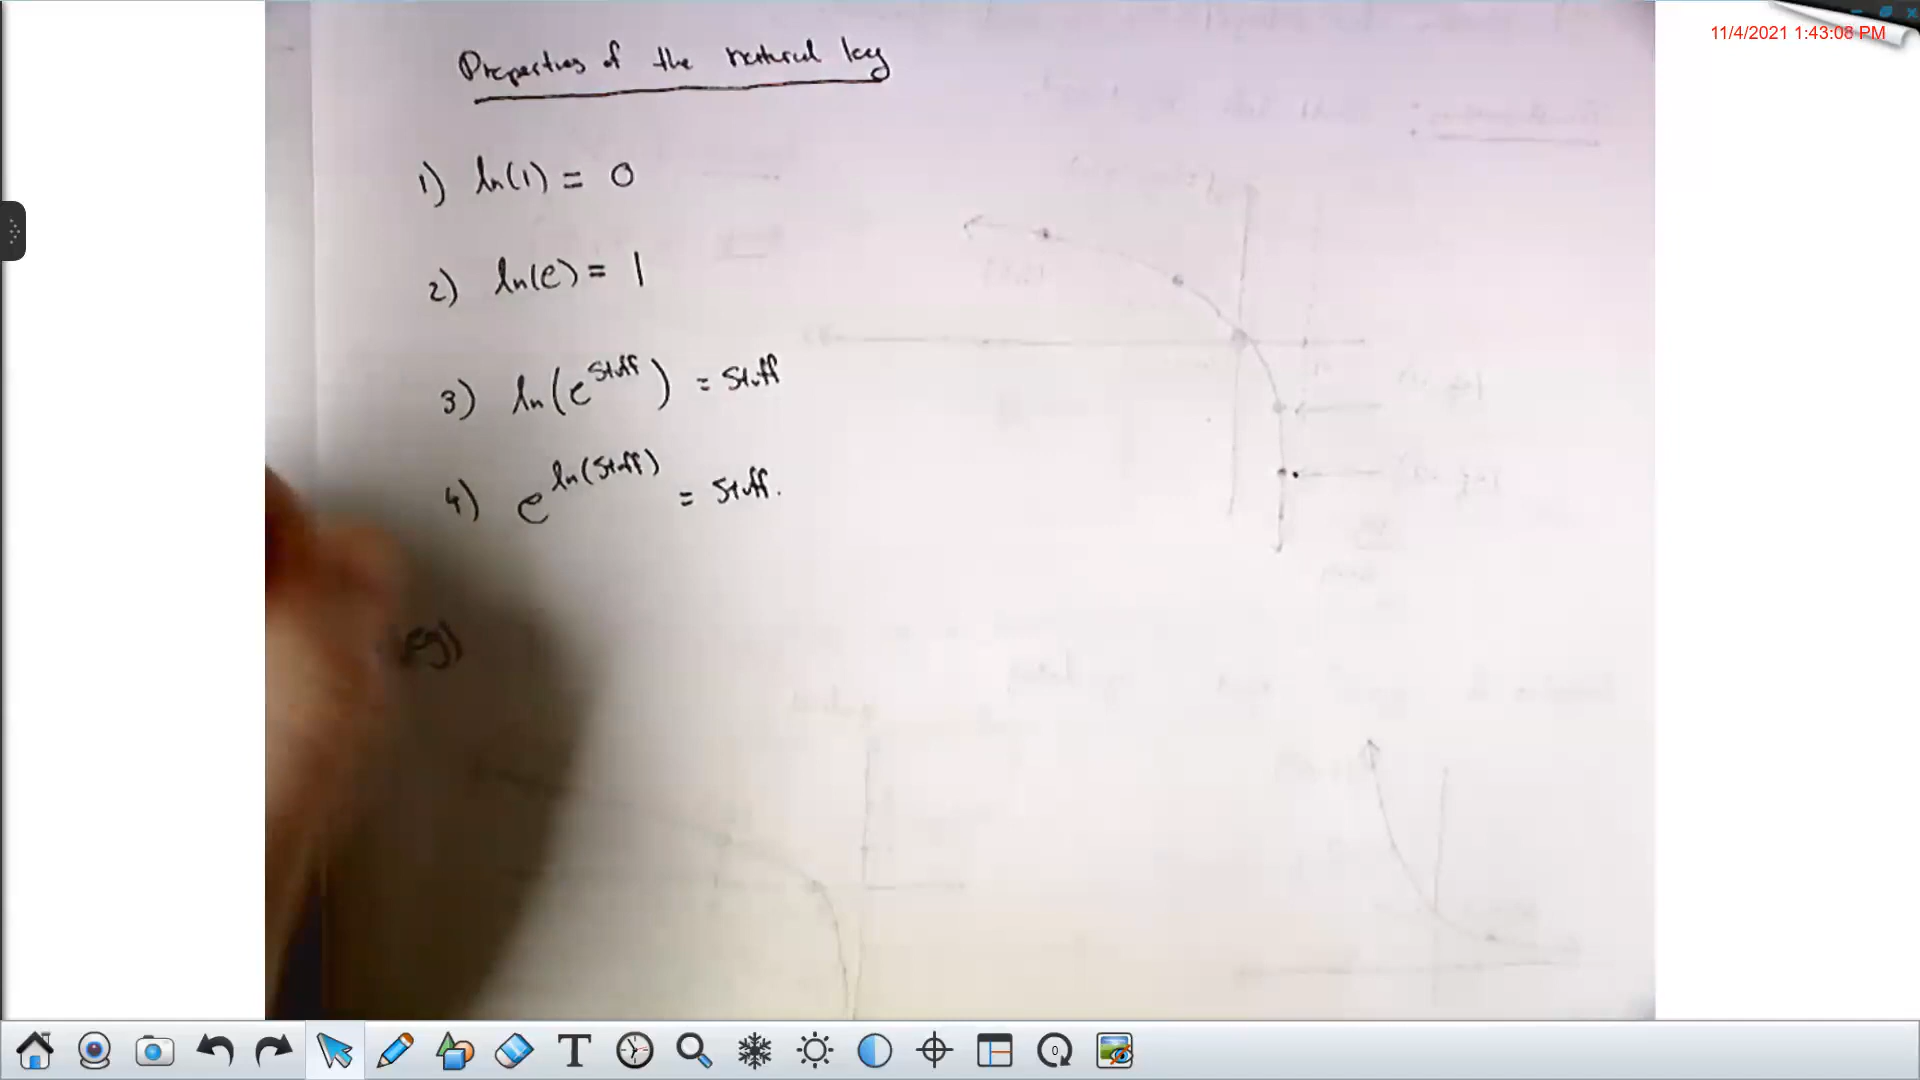 11/4/2021 1:43:08 PM
Properties of the natural log
1) ln(1) = 0
2) ln(e) = 1
3) ln(e^stuff) = stuff
4) e^ln(stuff) = stuff.
eg)